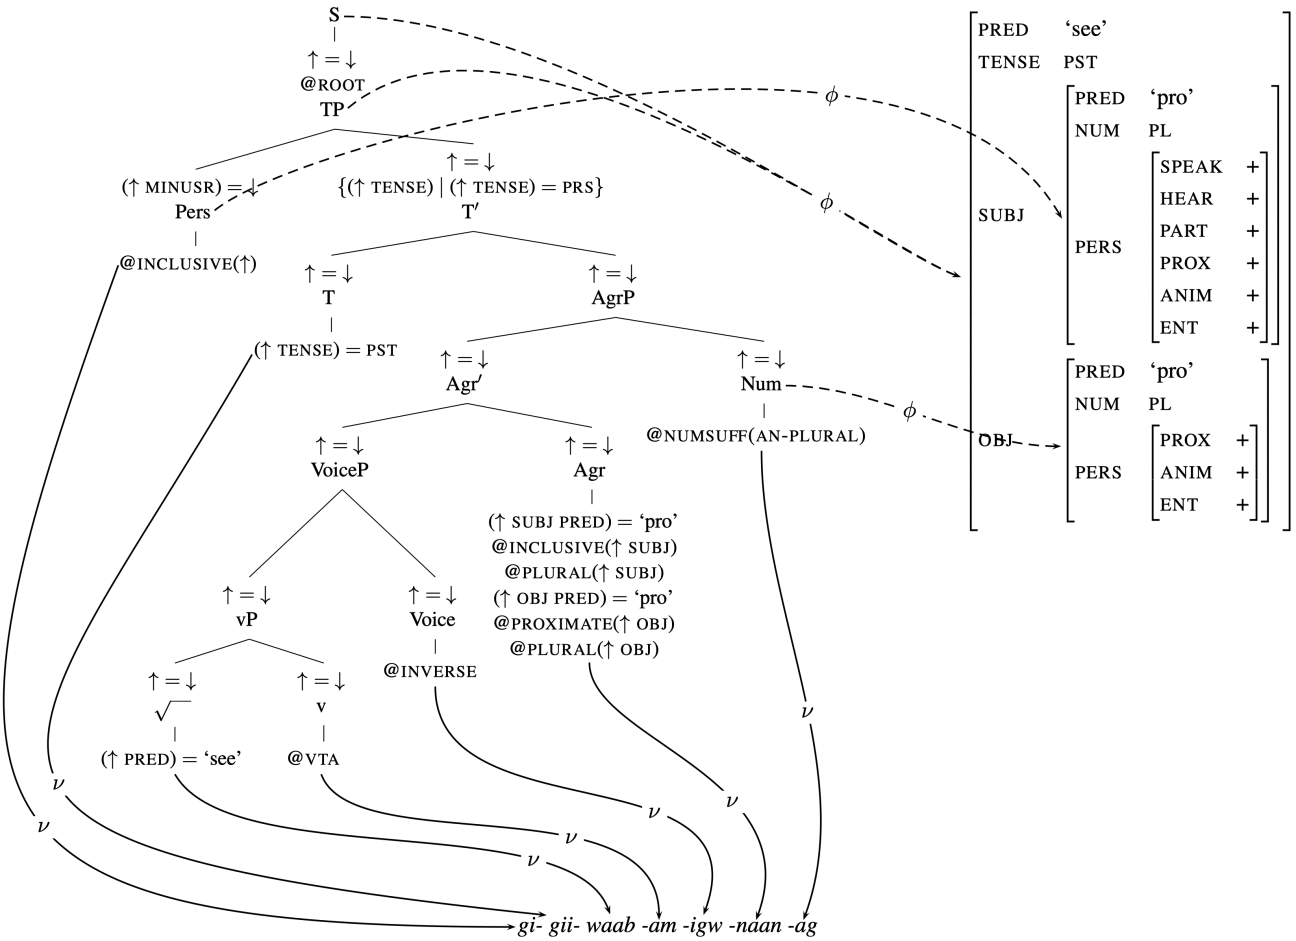 S
↑ = ↓
@ROOT
TP
(↑ MINUSR) = ↓
Pers
@INCLUSIVE(↑)
↑ = ↓
{(↑ TENSE) | (↑ TENSE) = PRS}
T′
↑ = ↓
T
(↑ TENSE) = PST
↑ = ↓
AgrP
↑ = ↓
Agr′
↑ = ↓
Num
@NUMSUFF(AN-PLURAL)
↑ = ↓
VoiceP
↑ = ↓
Agr
(↑ SUBJ PRED) = ‘pro’
@INCLUSIVE(↑ SUBJ)
@PLURAL(↑ SUBJ)
(↑ OBJ PRED) = ‘pro’
@PROXIMATE(↑ OBJ)
@PLURAL(↑ OBJ)
↑ = ↓
vP
↑ = ↓
Voice
@INVERSE
↑ = ↓
√
(↑ PRED) = ‘see’
↑ = ↓
v
@VTA
ν
ν
ν
ν
ν
ν
ν
gi- gii- waab -am -igw -naan -ag
ϕ
ϕ
ϕ
PRED ‘see’
TENSE PST
SUBJ
PRED ‘pro’
NUM PL
PERS
SPEAK +
HEAR +
PART +
PROX +
ANIM +
ENT +
OBJ
PRED ‘pro’
NUM PL
PERS
PROX +
ANIM +
ENT +